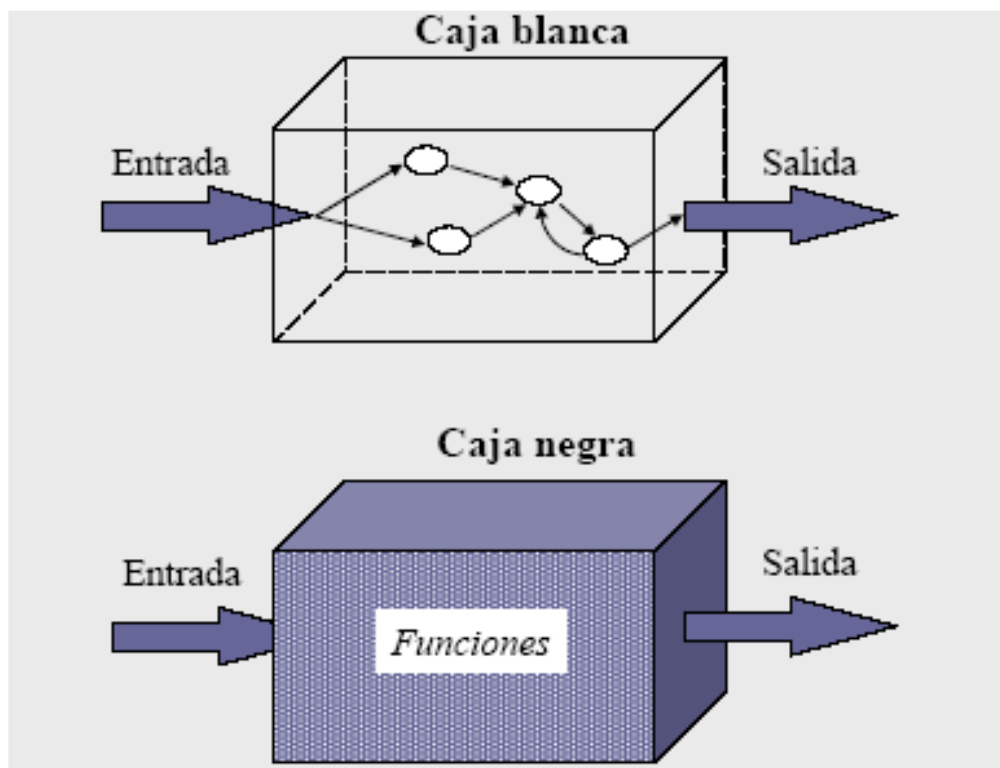 Caja blanca
Entrada
Salida
Caja negra
Entrada
Salida
Funciones